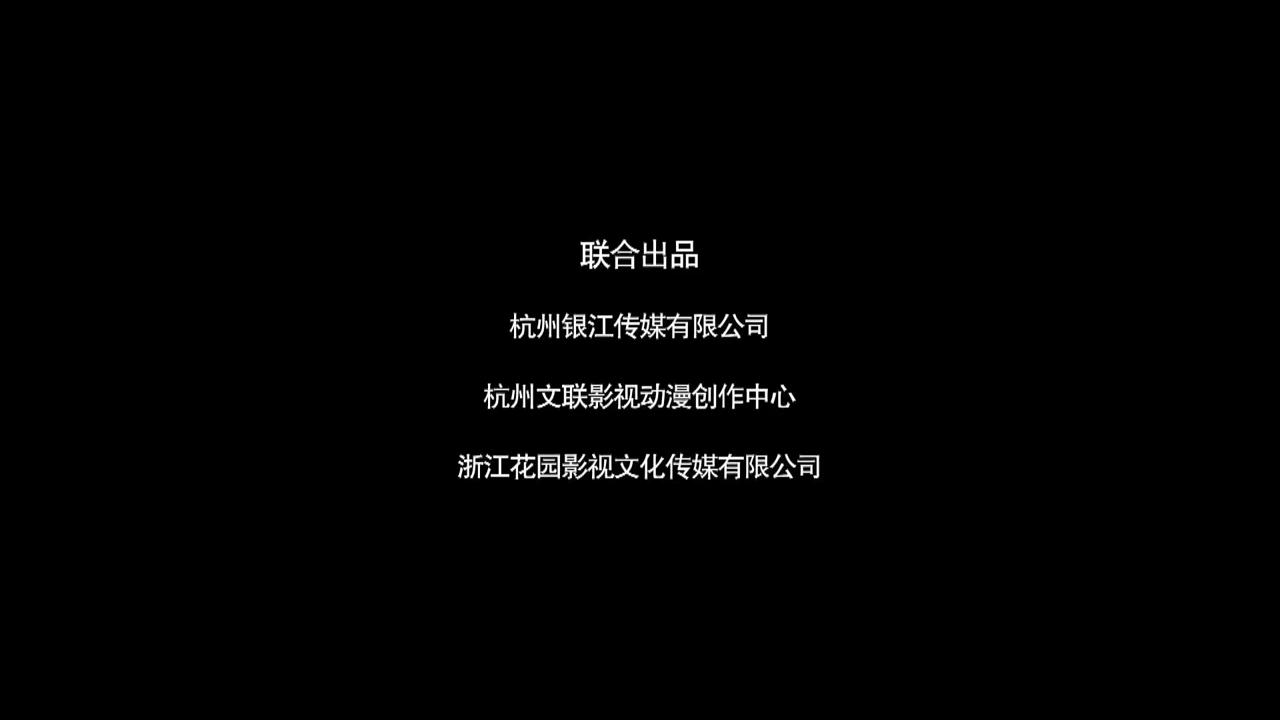 联合出品
杭州银江传媒有限公司
杭州文联影视动漫创作中心
浙江花园影视文化传媒有限公司